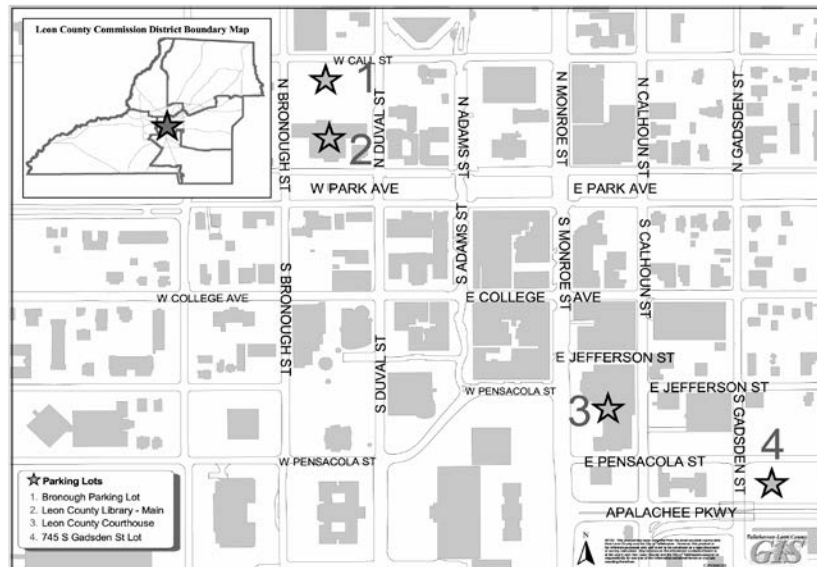 Leon County Commission District Boundary Map
W CALL ST
1
2
N BRONOUGH ST
N DUVAL ST
N ADAMS ST
N MONROE ST
N CALHOUN ST
N GADSDEN ST
W PARK AVE
E PARK AVE
S BRONOUGH ST
S ADAMS ST
S MONROE ST
S CALHOUN ST
W COLLEGE AVE
E COLLEGE AVE
S DUVAL ST
E JEFFERSON ST
W PENSACOLA ST
E JEFFERSON ST
3
S GADSDEN ST
4
W PENSACOLA ST
E PENSACOLA ST
APALACHEE PKWY
Parking Lots
1. Bronough Parking Lot
2. Leon County Library - Main
3. Leon County Courthouse
4. 745 S Gadsden St Lot
N
Tallahassee-Leon County
GIS